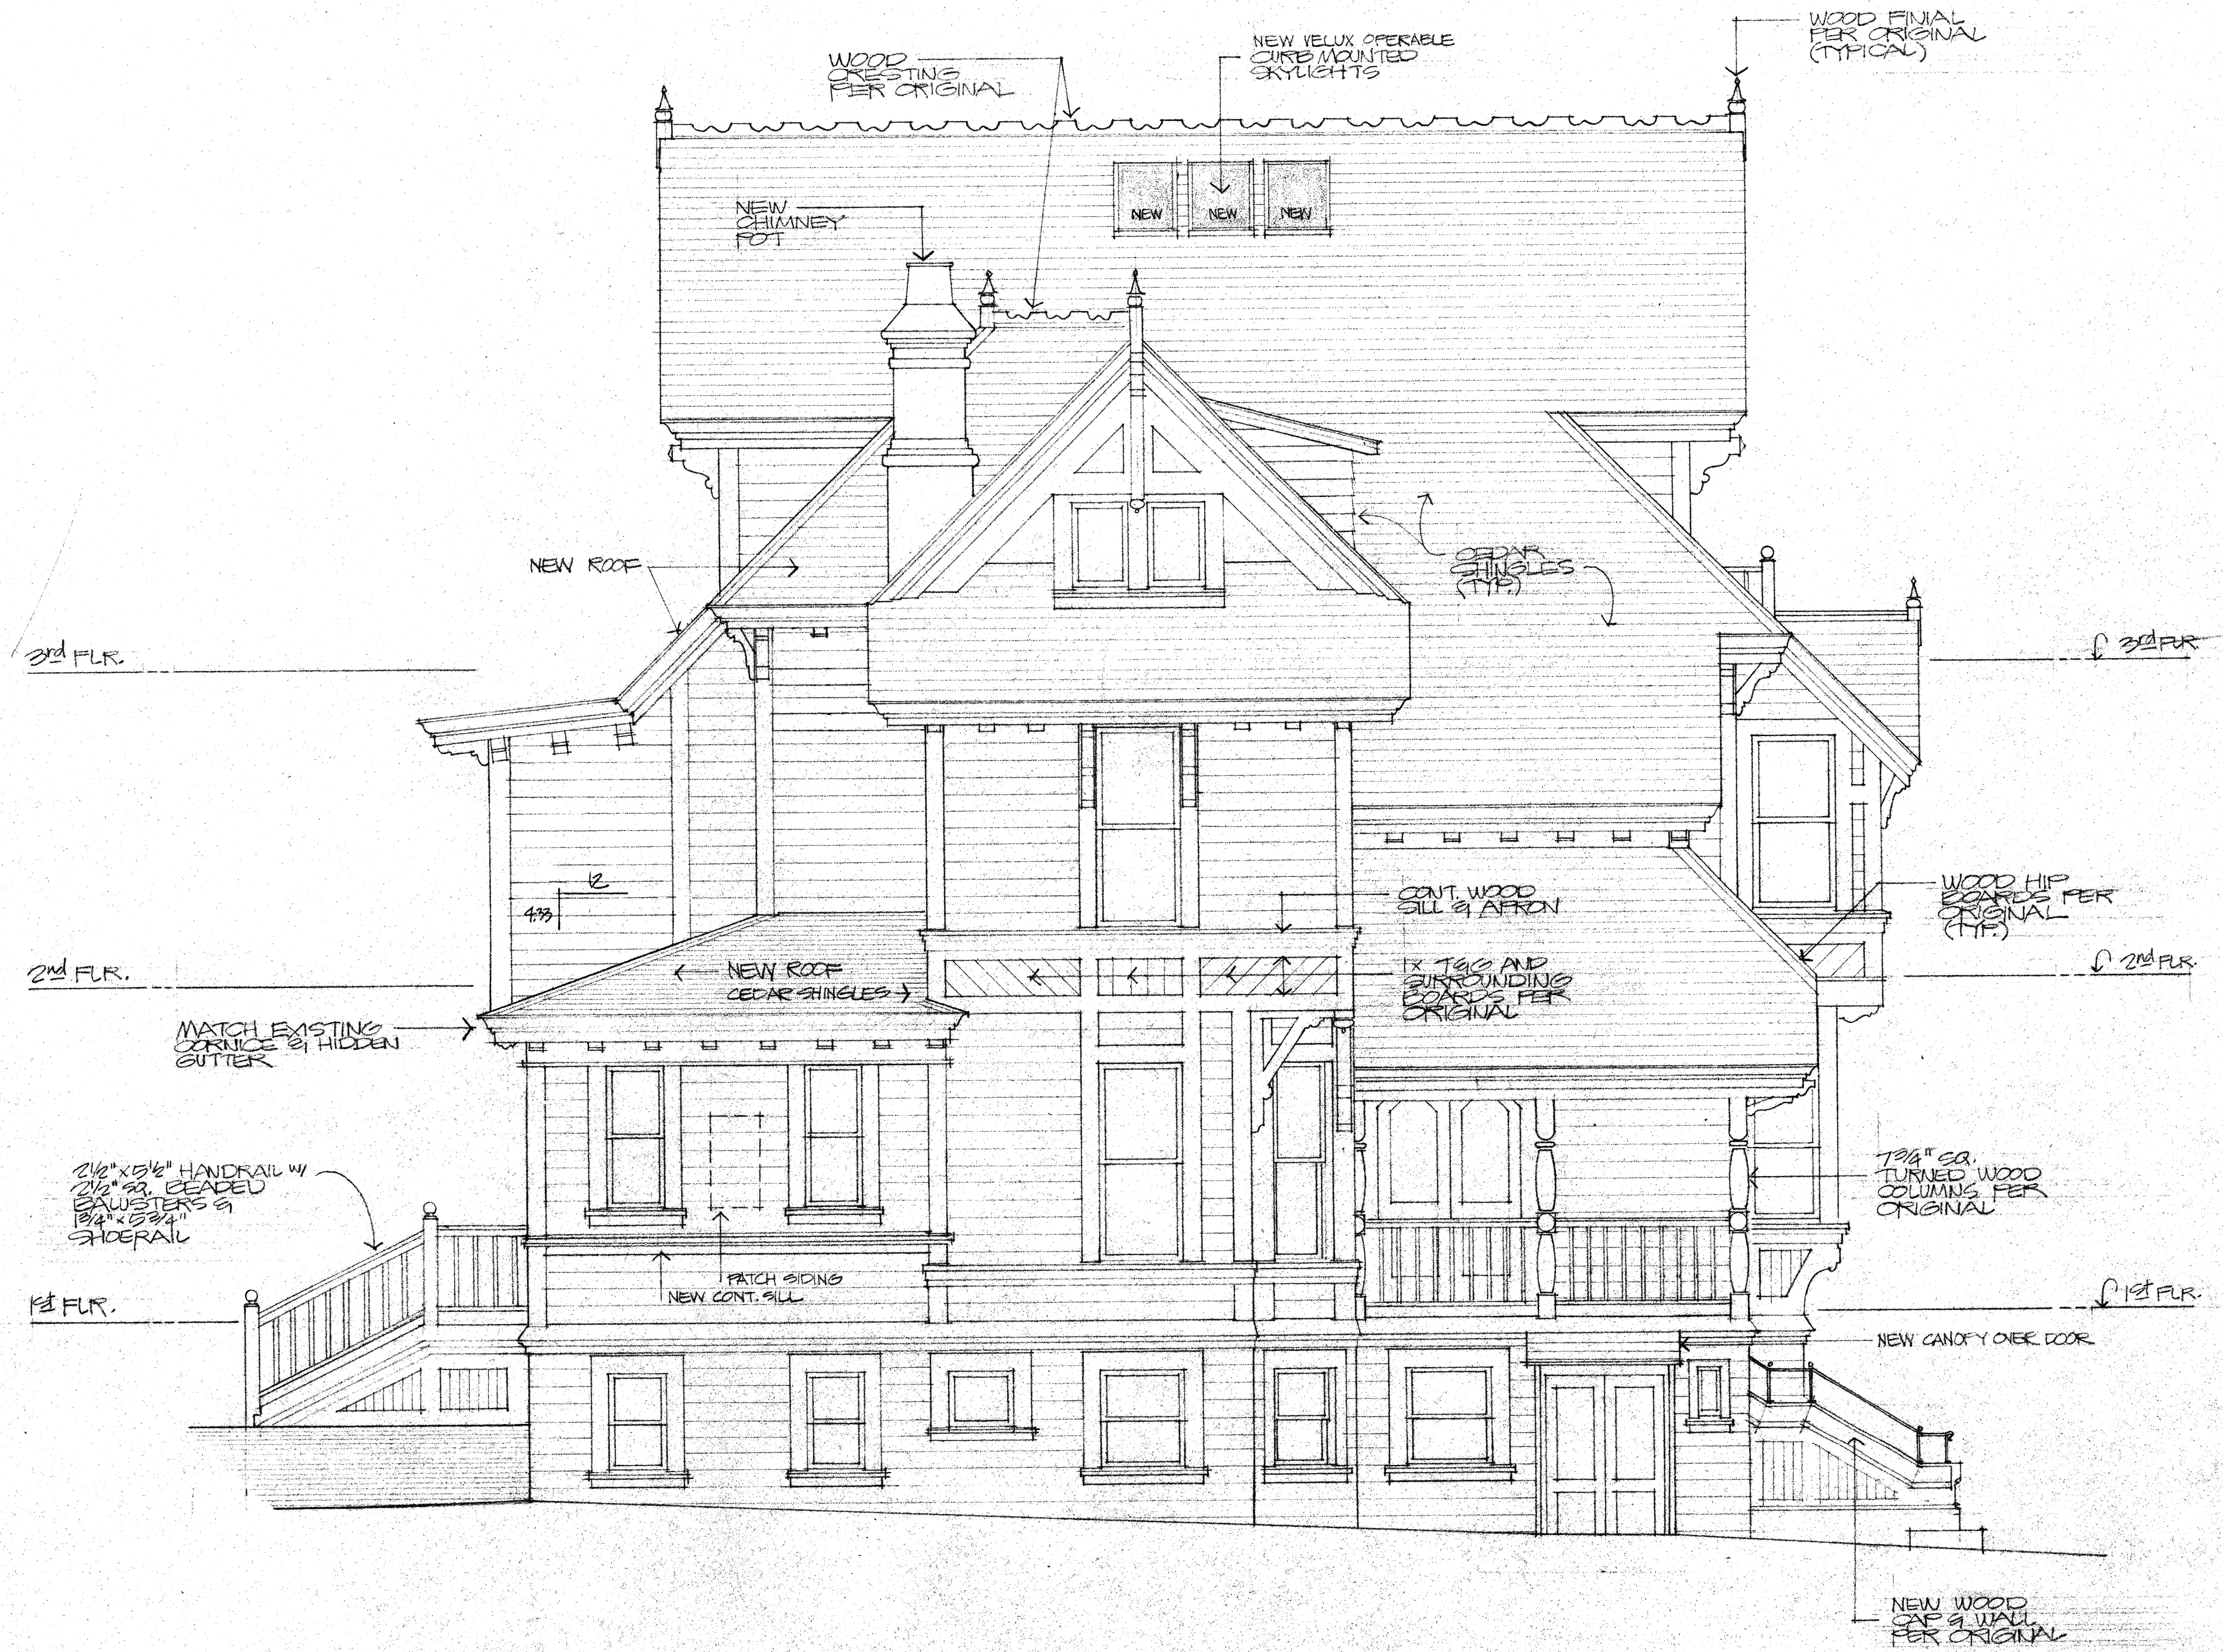 WOOD FINIAL
PER ORIGINAL
(TYPICAL)
NEW VELUX OPERABLE
CURB MOUNTED
SKYLIGHTS
WOOD
CRESTING
PER ORIGINAL
NEW
CHIMNEY
POT
NEW
NEW
NEW
NEW ROOF
CEDAR
SHINGLES
(TYP.)
3rd FLR.
3rd FLR.
12
4.33
CONT. WOOD
SILL & APRON
WOOD HIP
BOARDS PER
ORIGINAL
(TYP.)
2nd FLR.
NEW ROOF
CEDAR SHINGLES
1x T&G AND
SURROUNDING
BOARDS PER
ORIGINAL
2nd FLR.
MATCH EXISTING
CORNICE & HIDDEN
GUTTER
2 1/2" x 5 1/2" HANDRAIL W/
2 1/2" SQ. BEADED
BALUSTERS &
1 3/4" x 5 3/4"
SHOERAIL
7 3/4" SQ.
TURNED WOOD
COLUMNS PER
ORIGINAL
PATCH SIDING
NEW CONT. SILL
1st FLR.
1st FLR.
NEW CANOPY OVER DOOR
NEW WOOD
CAP & WALL
PER ORIGINAL